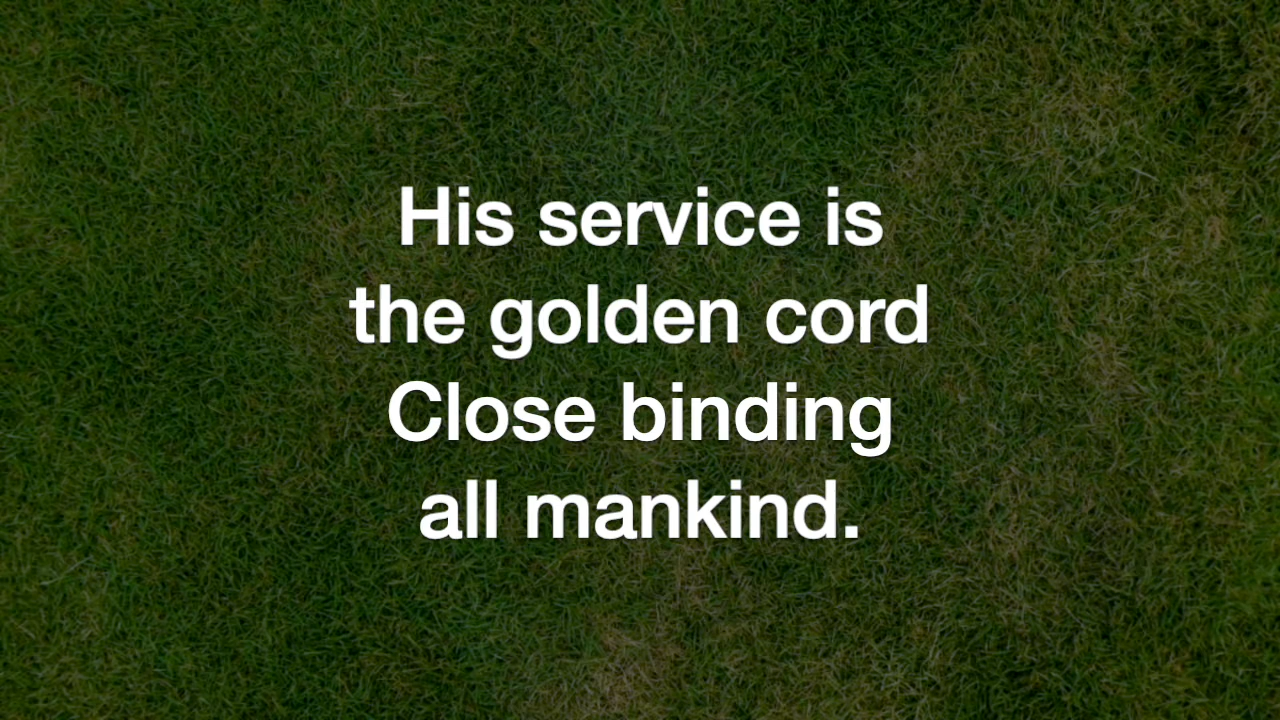 His service is
the golden cord
Close binding
all mankind.